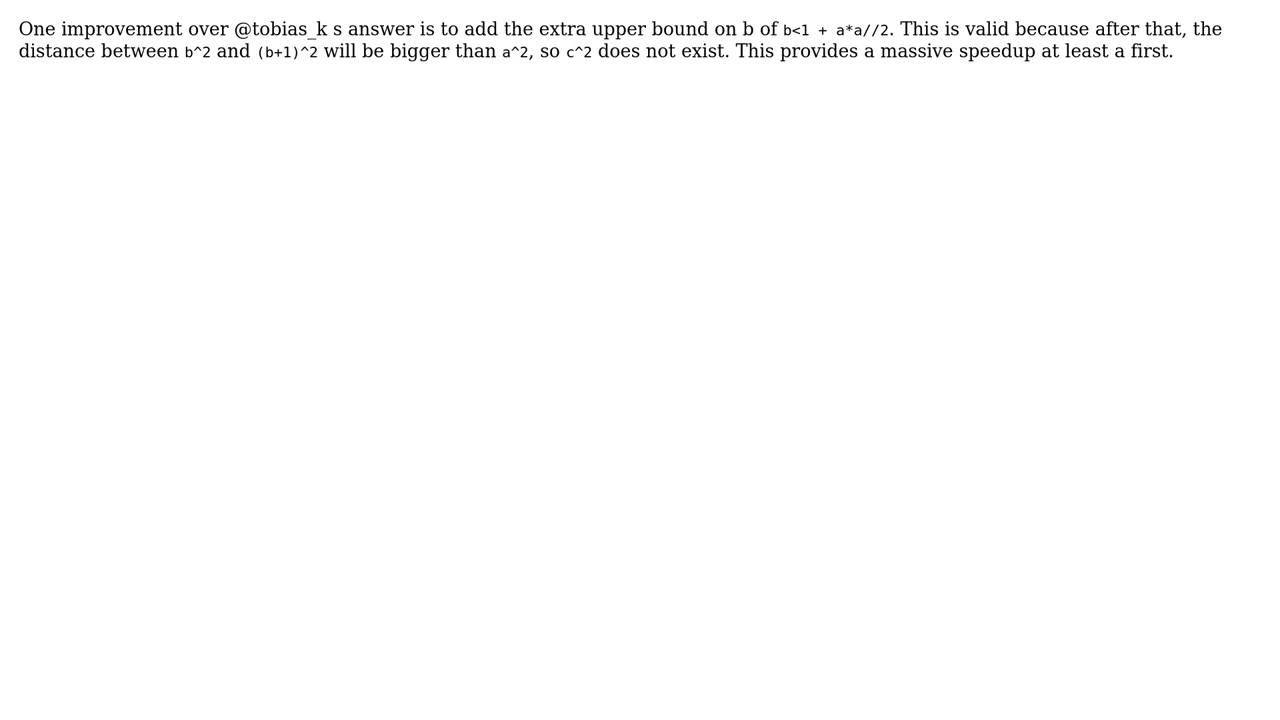 One improvement over @tobias_k s answer is to add the extra upper bound on b of b<1 + a*a//2. This is valid because after that, the
distance between b^2 and (b+1)^2 will be bigger than a^2, so c^2 does not exist. This provides a massive speedup at least a first.